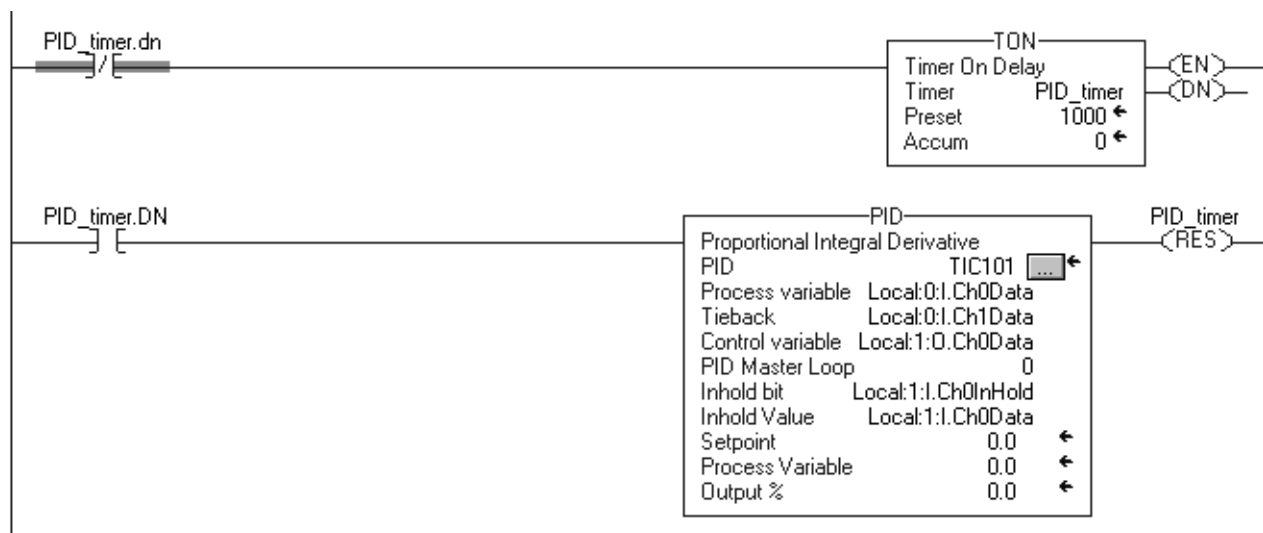 PID_timer.dn
TON
Timer On Delay
Timer PID_timer
Preset 1000
Accum 0
EN
DN
PID_timer.DN
PID
Proportional Integral Derivative
PID TIC101 ...
Process variable Local:0:I.Ch0Data
Tieback Local:0:I.Ch1Data
Control variable Local:1:O.Ch0Data
PID Master Loop 0
Inhold bit Local:1:I.Ch0InHold
Inhold Value Local:1:I.Ch0Data
Setpoint 0.0
Process Variable 0.0
Output % 0.0
PID_timer
RES